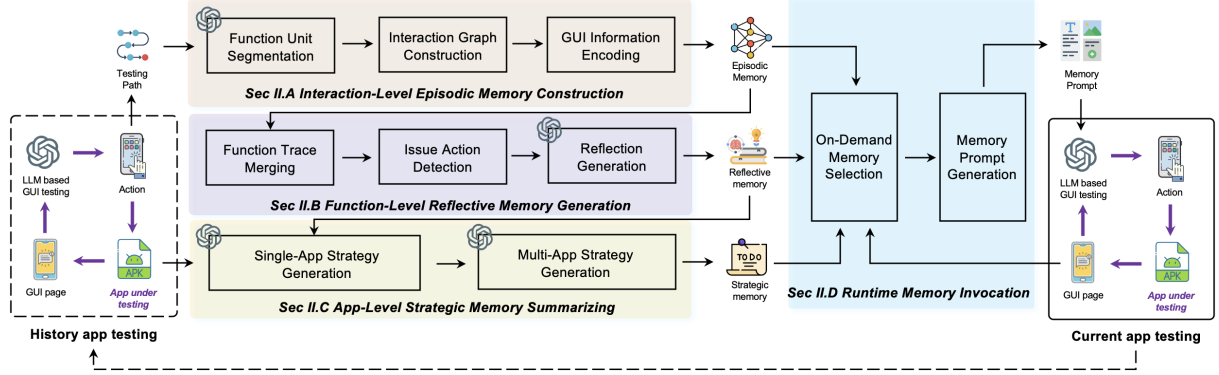 Testing
Path
Function Unit
Segmentation
Interaction Graph
Construction
GUI Information
Encoding
Sec II.A Interaction-Level Episodic Memory Construction
Episodic
Memory
Memory
Prompt
Function Trace
Merging
Issue Action
Detection
Reflection
Generation
Sec II.B Function-Level Reflective Memory Generation
Reflective
memory
Single-App Strategy
Generation
Multi-App Strategy
Generation
Sec II.C App-Level Strategic Memory Summarizing
TO DO
Strategic
memory
On-Demand
Memory
Selection
Memory
Prompt
Generation
Sec II.D Runtime Memory Invocation
LLM based
GUI testing
Action
GUI page
APK
App under
testing
History app testing
T
LLM based
GUI testing
Action
GUI page
APK
App under
testing
Current app testing